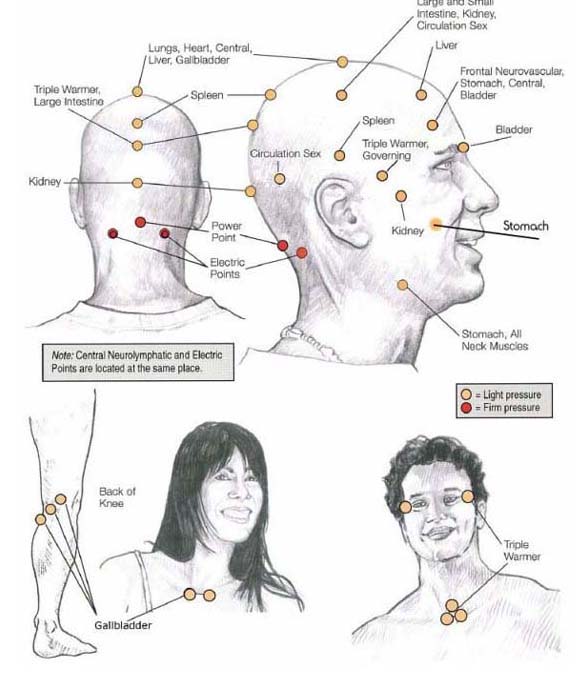 Large and Small
Intestine, Kidney,
Circulation Sex
Liver
Lungs, Heart, Central,
Liver, Gallbladder
Frontal Neurovascular,
Stomach, Central,
Bladder
Triple Warmer,
Large Intestine
Spleen
Spleen
Bladder
Triple Warmer,
Governing
Circulation Sex
Kidney
Kidney
Power
Point
Stomach
Electric
Points
Stomach, All
Neck Muscles
Note: Central Neurolymphatic and Electric
Points are located at the same place.
= Light pressure
= Firm pressure
Back of
Knee
Triple
Warmer
Gallbladder